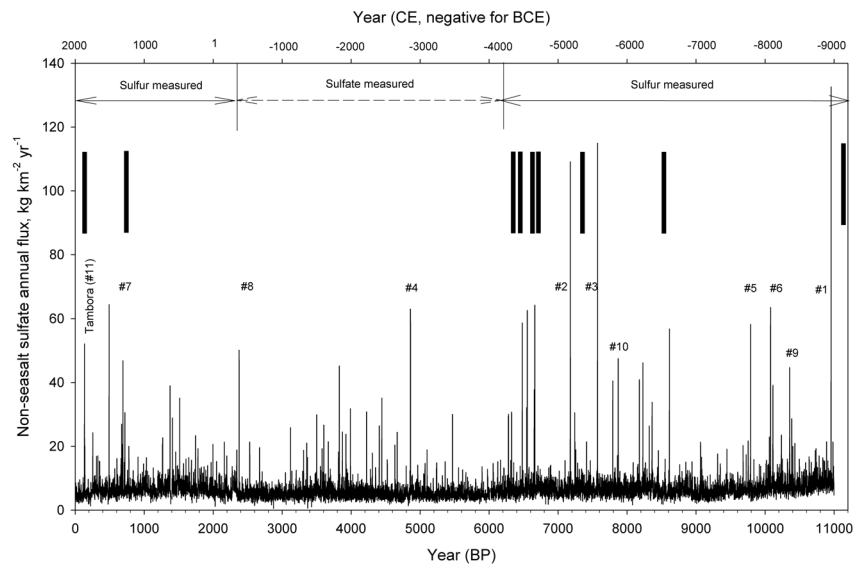 Year (CE, negative for BCE)
2000 1000 1 -1000 -2000 -3000 -4000 -5000 -6000 -7000 -8000 -9000
140
120
100
80
60
40
20
0
Non-seasalt sulfate annual flux, kg km-2 yr-1
Sulfur measured Sulfate measured Sulfur measured
Tambora (#11) #7 #8 #4 #2 #3 #5 #6 #1
#10 #9
0 1000 2000 3000 4000 5000 6000 7000 8000 9000 10000 11000
Year (BP)